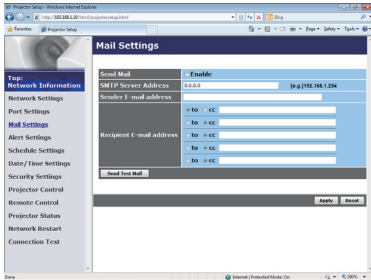 Projector Setup - Windows Internet Explorer
http://192.168.1.10/html/projectorsetup.html
Bing
Favorites
Projector Setup
Page
Safety
Tools
Mail Settings
Top:
Network Information
Network Settings
Port Settings
Mail Settings
Alert Settings
Schedule Settings
Date/Time Settings
Security Settings
Projector Control
Remote Control
Projector Status
Network Restart
Connection Test
Send Mail Enable
SMTP Server Address 0.0.0.0 [e.g.]192.168.1.254
Sender E-mail address
Recipient E-mail address
to cc
to cc
to cc
to cc
to cc
Send Test Mail
Apply Reset
Done
Internet | Protected Mode: On
100%